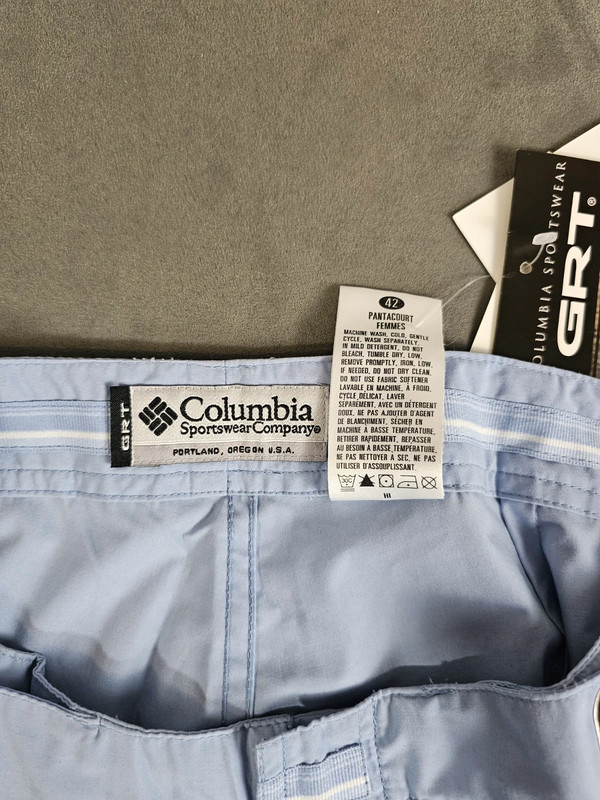 COLUMBIA SPORTSWEAR
GRT®
42
PANTACOURT
FEMMES
MACHINE WASH, COLD, GENTLE
CYCLE, WASH SEPARATELY,
IN MILD DETERGENT, DO NOT
BLEACH, TUMBLE DRY, LOW,
REMOVE PROMPTLY, IRON, LOW,
IF NEEDED, DO NOT DRY CLEAN,
DO NOT USE FABRIC SOFTENER
LAVABLE EN MACHINE, À FROID,
CYCLE DÉLICAT, LAVER
SÉPARÉMENT, AVEC UN DÉTERGENT
DOUX, NE PAS AJOUTER D'AGENT
DE BLANCHIMENT, SÉCHER EN
MACHINE À BASSE TEMPÉRATURE,
RETIRER RAPIDEMENT, REPASSER
AU BESOIN À BASSE TEMPÉRATURE,
NE PAS NETTOYER À SEC, NE PAS
UTILISER D'ASSOUPLISSANT.
30C
GRT
Columbia
Sportswear Company®
PORTLAND, OREGON U.S.A.